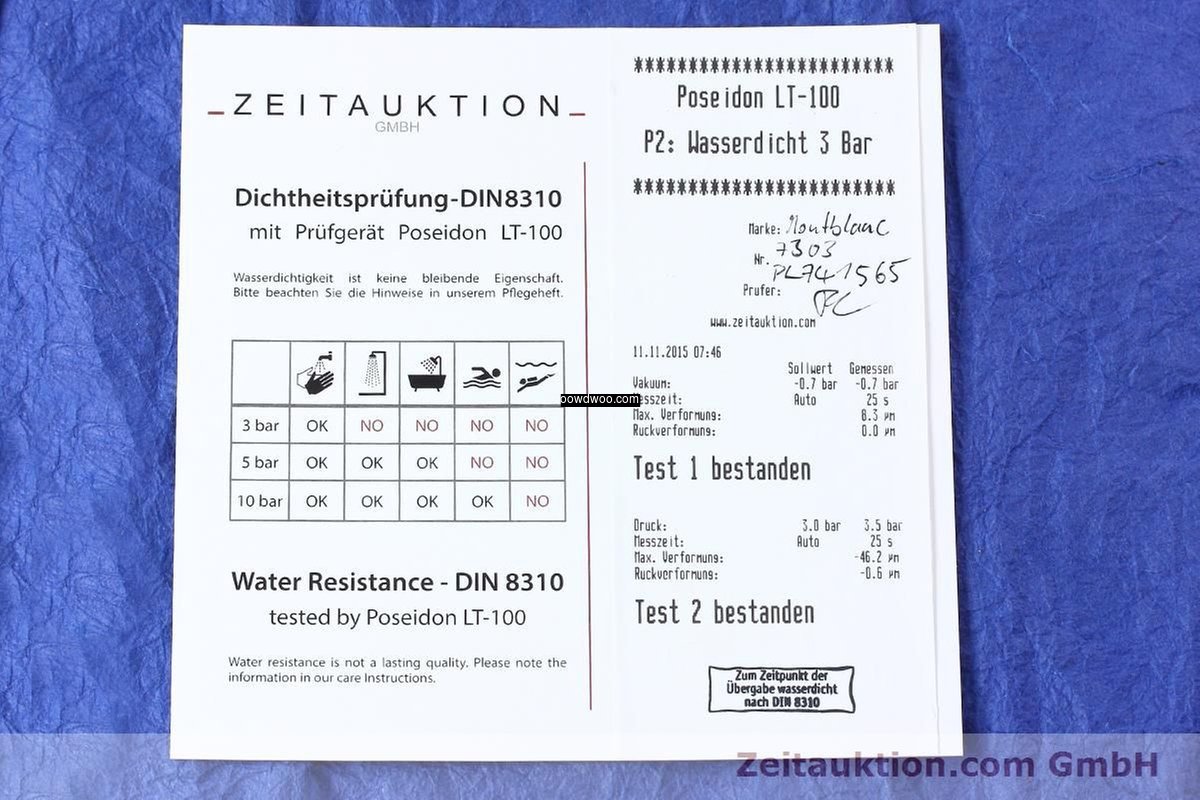 ZEITAUKTION
GMBH
Dichtheitsprüfung-DIN8310
mit Prüfgerät Poseidon LT-100
Wasserdichtigkeit ist keine bleibende Eigenschaft.
Bitte beachten Sie die Hinweise in unserem Pflegeheft.
3 bar OK NO NO NO NO
5 bar OK OK OK NO NO
10 bar OK OK OK OK NO
Water Resistance - DIN 8310
tested by Poseidon LT-100
Water resistance is not a lasting quality. Please note the
information in our care Instructions.
************************
Poseidon LT-100
P2: Wasserdicht 3 Bar
************************
Marke: Montblanc
7303
Nr. PL741565
Prufer:
www.zeitauktion.com
11.11.2015 07:46
Sollwert Gemessen
Vakuum: -0.7 bar -0.7 bar
Auto 25 s
Max. Verformung: 8.3 µm
Ruckverformung: 0.0 µm
Test 1 bestanden
Druck: 3.0 bar 3.5 bar
Messzeit: Auto 25 s
Max. Verformung: -46.2 µm
Ruckverformung: -0.6 µm
Test 2 bestanden
Zum Zeitpunkt der
Übergabe wasserdicht
nach DIN 8310
powdwoo.com
Zeitauktion.com GmbH